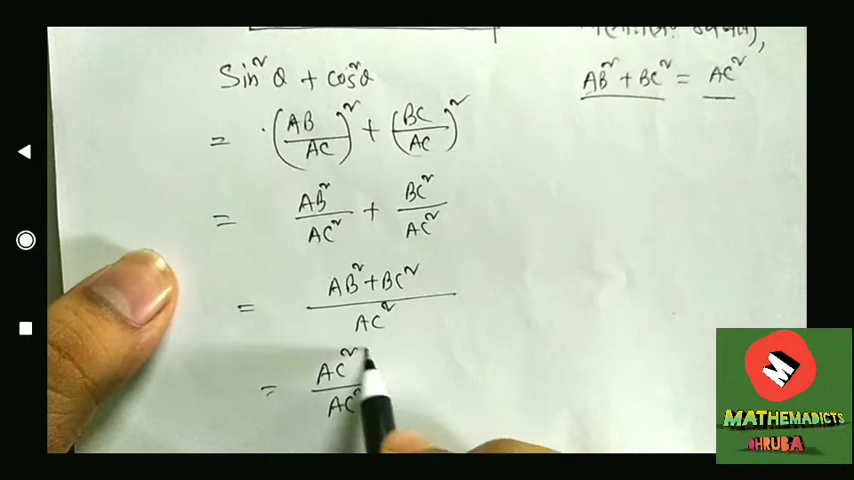 Sin²θ + cos²θ
AB² + BC² = AC²
= (AB/AC)² + (BC/AC)²
= AB²/AC² + BC²/AC²
= AB²+BC²/AC²
= AC²/AC²
MATHEMADICTS
DHRUBA